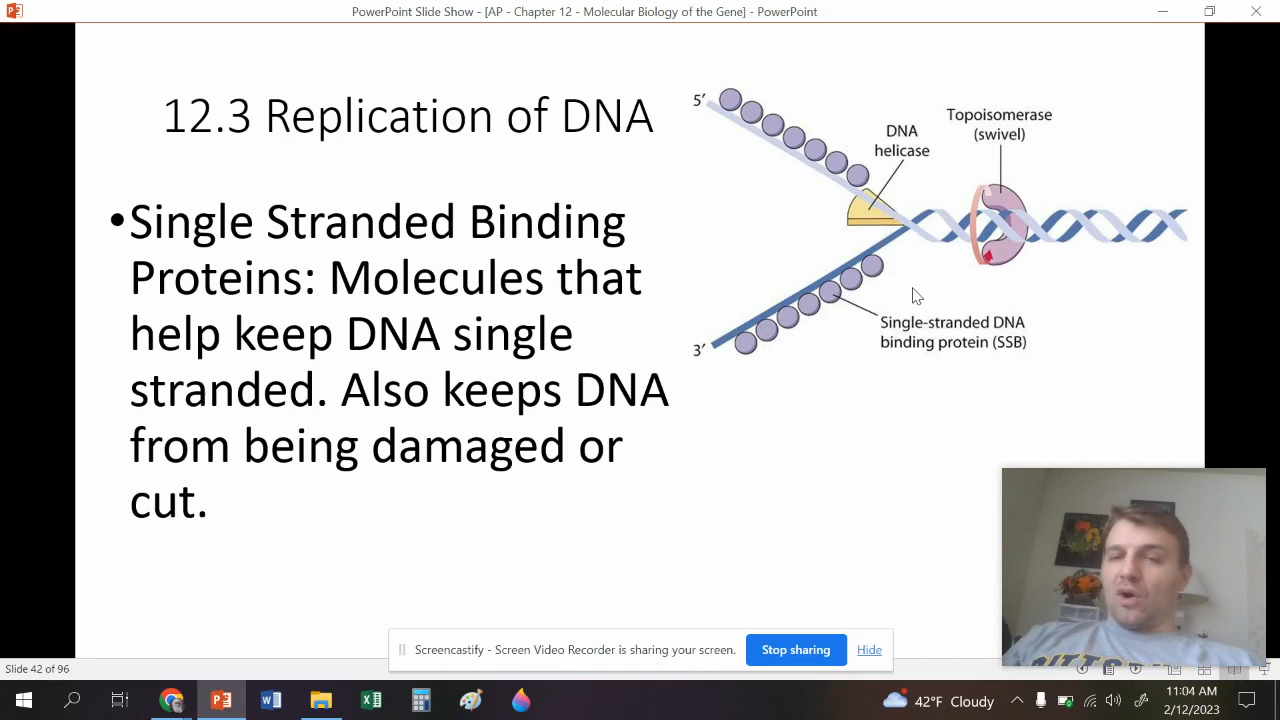 PowerPoint Slide Show - [AP - Chapter 12 - Molecular Biology of the Gene] - PowerPoint
12.3 Replication of DNA
•Single Stranded Binding
Proteins: Molecules that
help keep DNA single
stranded. Also keeps DNA
from being damaged or
cut.
5′
DNA
helicase
Topoisomerase
(swivel)
Single-stranded DNA
binding protein (SSB)
3′
Screencastify - Screen Video Recorder is sharing your screen.
Stop sharing
Hide
Slide 42 of 96
42°F Cloudy
11:04 AM
2/12/2023